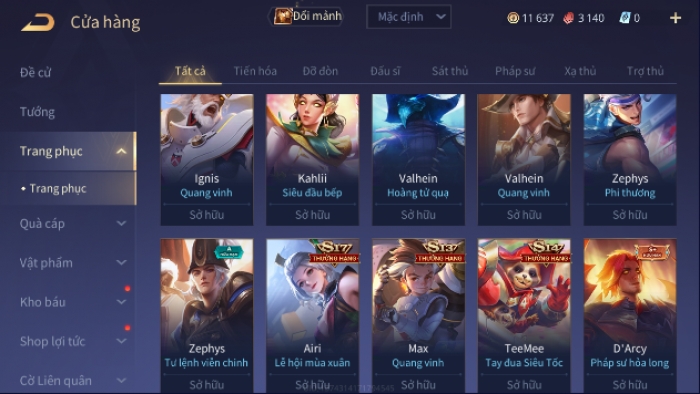 Cửa hàng
Đổi mảnh
Mặc định
11 637
3 140
0
Đề cử
Tướng
Trang phục
Trang phục
Quà cáp
Vật phẩm
Kho báu
Shop lợi tức
Cờ Liên quân
Tất cả Tiến hóa Đỡ đòn Đấu sĩ Sát thủ Pháp sư Xạ thủ Trợ thủ
Ignis Kahlii Valhein Valhein Zephys
Quang vinh Siêu đầu bếp Hoàng tử quạ Quang vinh Phi thương
Sở hữu Sở hữu Sở hữu Sở hữu Sở hữu
A S17 S13 S14 S+
THƯỞNG HẠNG THƯỞNG HẠNG THƯỞNG HẠNG
Zephys Airi Max TeeMee D'Arcy
Tư lệnh viễn chinh Lễ hội mùa xuân Quang vinh Tay đua Siêu Tốc Pháp sư hỏa long
Sở hữu Sở hữu Sở hữu Sở hữu Sở hữu